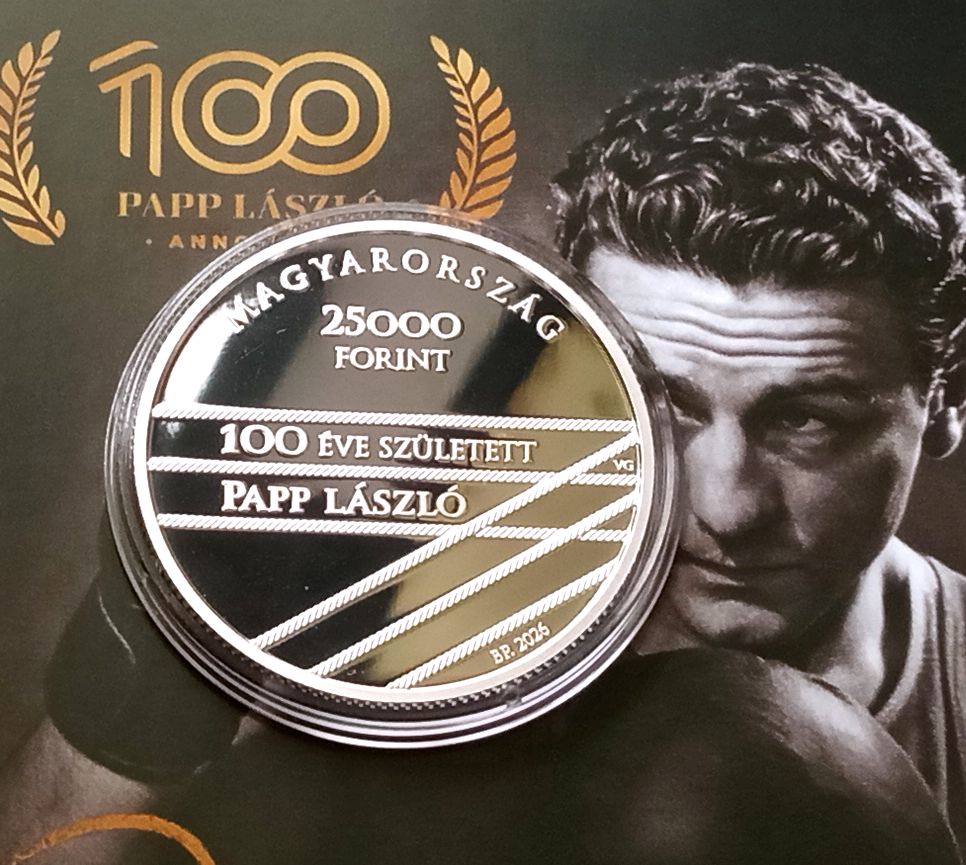 100
PAPP LÁSZLÓ
MAGYARORSZÁG
25000
FORINT
100 ÉVE SZÜLETETT
VG
PAPP LÁSZLÓ
BP. 2026